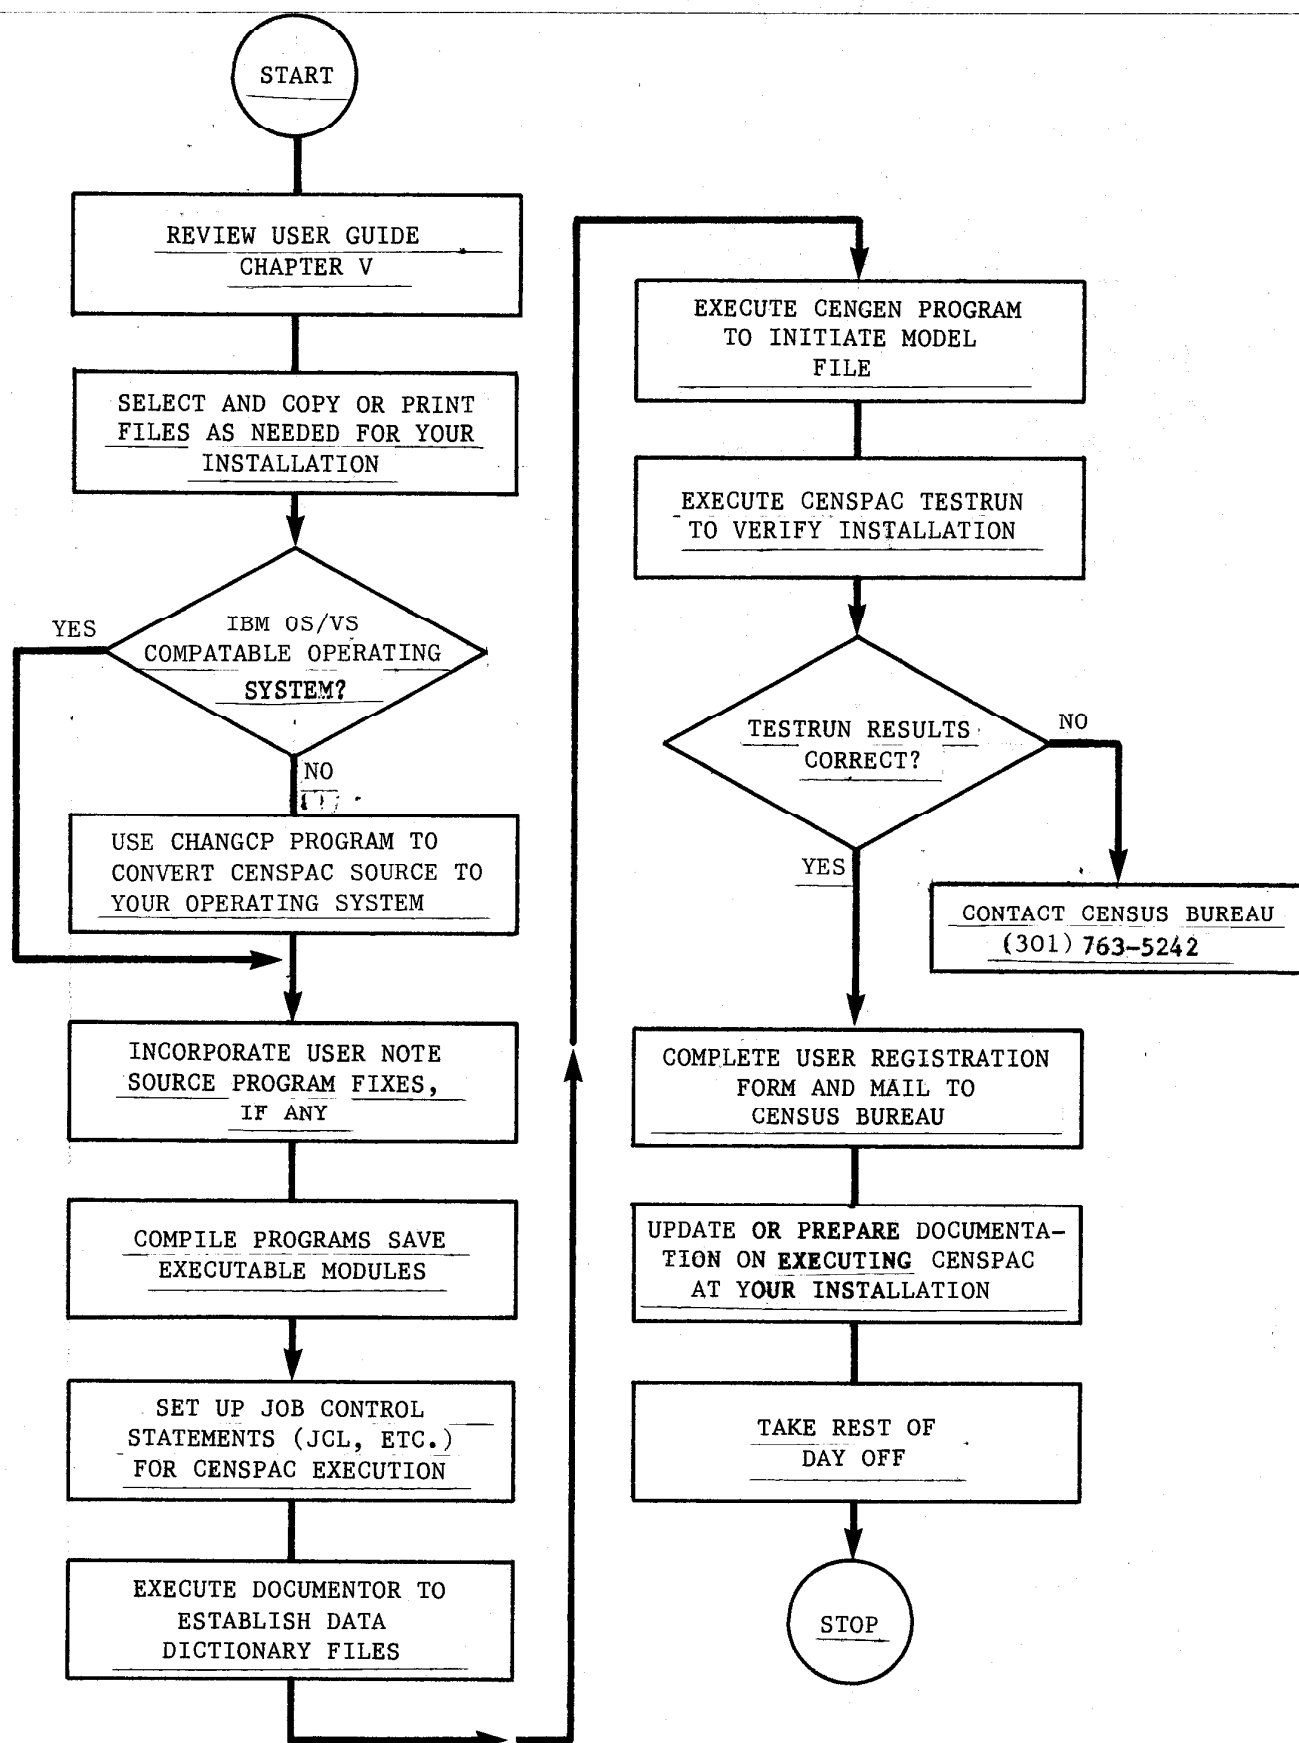 START
REVIEW USER GUIDE
CHAPTER V
SELECT AND COPY OR PRINT
FILES AS NEEDED FOR YOUR
INSTALLATION
YES
IBM OS/VS
COMPATABLE OPERATING
SYSTEM?
NO
USE CHANGCP PROGRAM TO
CONVERT CENSPAC SOURCE TO
YOUR OPERATING SYSTEM
INCORPORATE USER NOTE
SOURCE PROGRAM FIXES,
IF ANY
COMPILE PROGRAMS SAVE
EXECUTABLE MODULES
SET UP JOB CONTROL
STATEMENTS (JCL, ETC.)
FOR CENSPAC EXECUTION
EXECUTE DOCUMENTOR TO
ESTABLISH DATA
DICTIONARY FILES
EXECUTE CENGEN PROGRAM
TO INITIATE MODEL
FILE
EXECUTE CENSPAC TESTRUN
TO VERIFY INSTALLATION
TESTRUN RESULTS
CORRECT?
NO
YES
CONTACT CENSUS BUREAU
(301) 763-5242
COMPLETE USER REGISTRATION
FORM AND MAIL TO
CENSUS BUREAU
UPDATE OR PREPARE DOCUMENTA-
TION ON EXECUTING CENSPAC
AT YOUR INSTALLATION
TAKE REST OF
DAY OFF
STOP